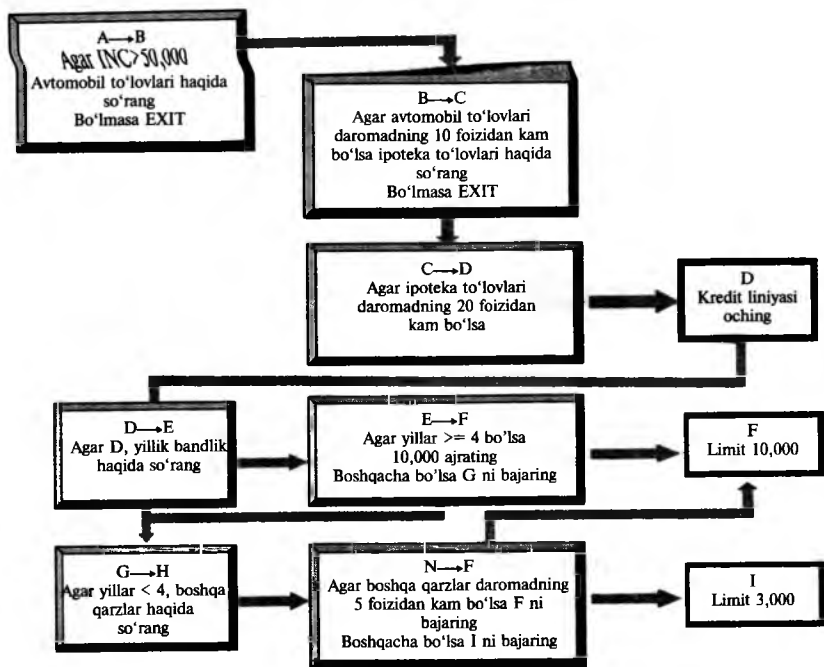 A→B
Agar INC>50,000
Avtomobil to‘lovlari haqida
so‘rang
Bo‘lmasa EXIT
B→C
Agar avtomobil to‘lovlari
daromadning 10 foizidan kam
bo‘lsa ipoteka to‘lovlari haqida
so‘rang
Bo‘lmasa EXIT
C→D
Agar ipoteka to‘lovlari
daromadning 20 foizidan
kam bo‘lsa
D
Kredit liniyasi
oching
D→E
Agar D, yillik bandlik
haqida so‘rang
E→F
Agar yillar >= 4 bo’lsa
10,000 ajrating
Boshqacha bo’lsa G ni bajaring
F
Limit 10,000
G→H
Agar yillar < 4, boshqa
qarzlar haqida
so‘rang
N→F
Agar boshqa qarzlar daromadning
5 foizidan kam bo‘lsa F ni
bajaring
Boshqacha bo‘lsa I ni bajaring
I
Limit 3,000